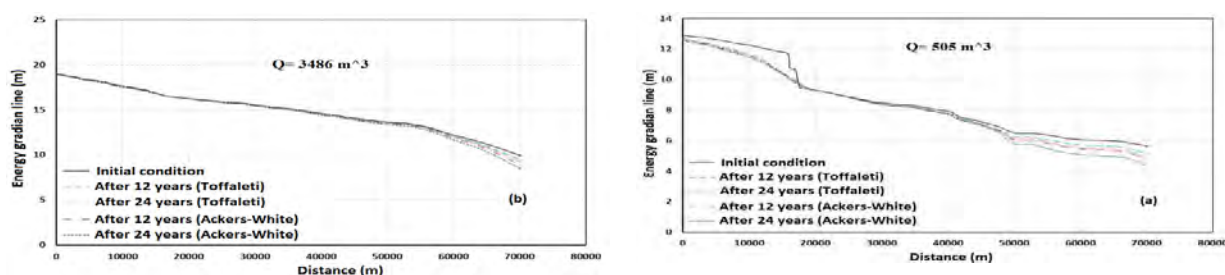 25
20
15
10
5
0
Energy gradian line (m)
Q= 3486 m^3
Initial condition
After 12 years (Toffaleti)
After 24 years (Toffaleti)
After 12 years (Ackers-White)
After 24 years (Ackers-White)
(b)
0 10000 20000 30000 40000 50000 60000 70000 80000
Distance (m)
14
12
10
8
6
4
2
0
Energy gradian line (m)
Q= 505 m^3
Initial condition
After 12 years (Toffaleti)
After 24 years (Toffaleti)
After 12 years (Ackers-White)
After 24 years (Ackers-White)
(a)
0 10000 20000 30000 40000 50000 60000 70000 80000
Distance (m)